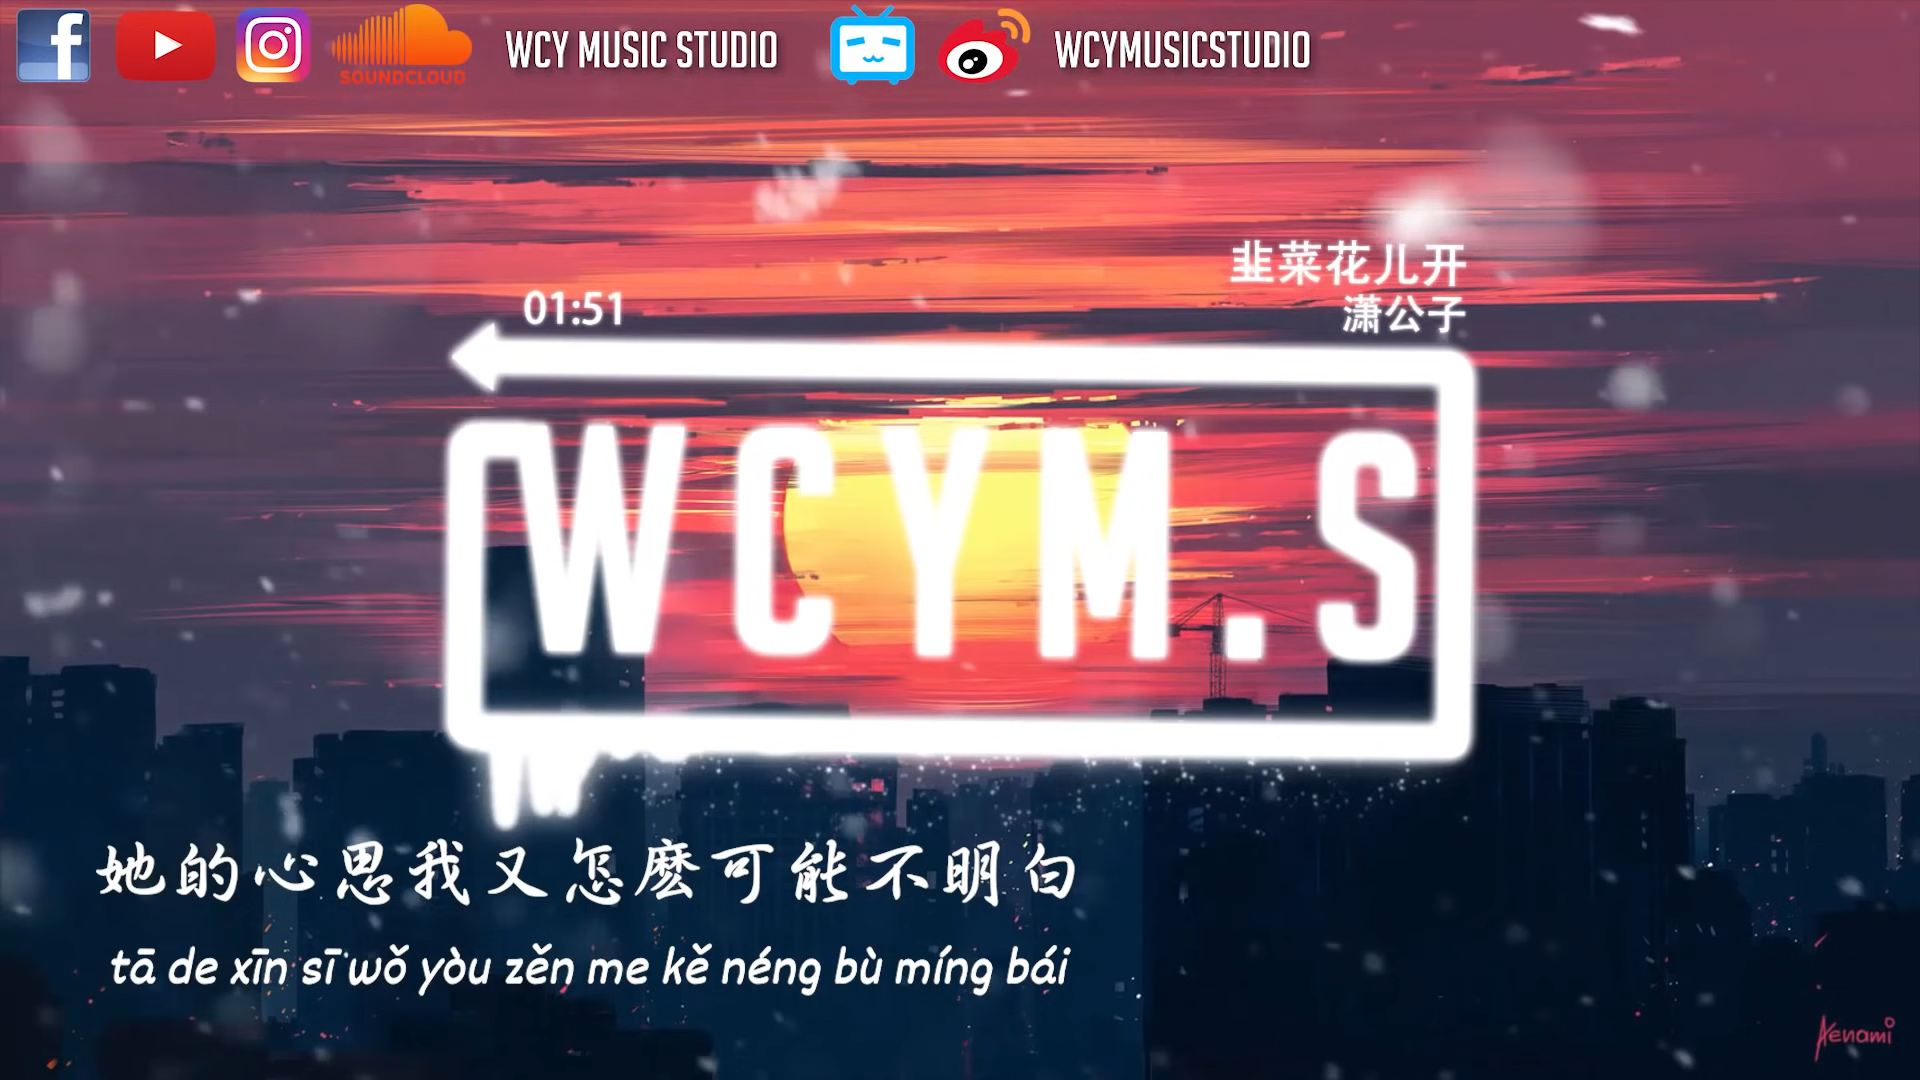 f
SOUNDCLOUD
WCY MUSIC STUDIO
WCYMUSICSTUDIO
韭菜花儿开
01:51
潇公子
WCYM.S
她的心思我又怎麽可能不明白
tā de xīn sī wǒ yòu zěn me kě néng bù míng bái
Aenami